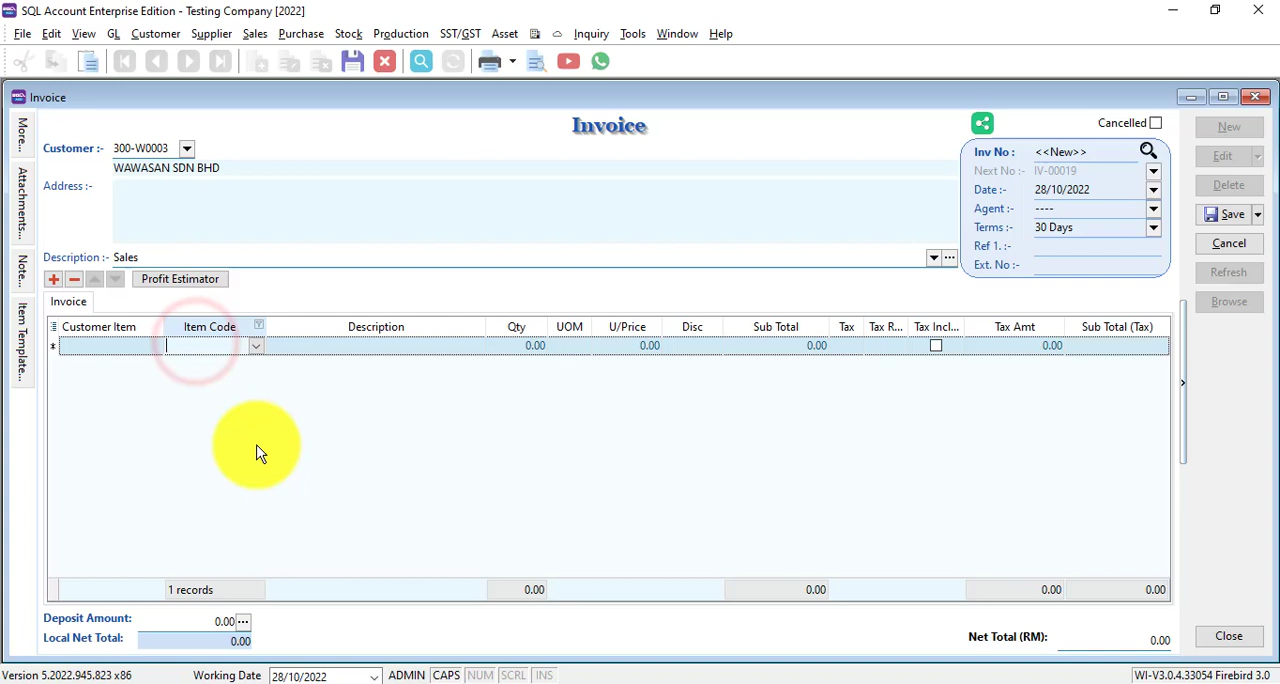 SQL Account Enterprise Edition - Testing Company [2022]
File Edit View GL Customer Supplier Sales Purchase Stock Production SST/GST Asset Inquiry Tools Window Help
Invoice
Invoice
Cancelled
More...
Attachments...
Note...
Item Template...
Customer :- 300-W0003
WAWASAN SDN BHD
Address :-
Description :- Sales
Inv No : <<New>>
Next No :- IV-00019
Date :- 28/10/2022
Agent :- ----
Terms :- 30 Days
Ref 1. :-
Ext. No :-
New
Edit
Delete
Save
Cancel
Refresh
Browse
Profit Estimator
Invoice
Customer Item Item Code Description Qty UOM U/Price Disc Sub Total Tax Tax R... Tax Incl... Tax Amt Sub Total (Tax)
0.00 0.00 0.00 0.00
1 records 0.00 0.00 0.00 0.00
Deposit Amount: 0.00
Local Net Total: 0.00
Net Total (RM): 0.00
Close
Version 5.2022.945.823 x86 Working Date 28/10/2022 ADMIN CAPS NUM SCRL INS WI-V3.0.4.33054 Firebird 3.0